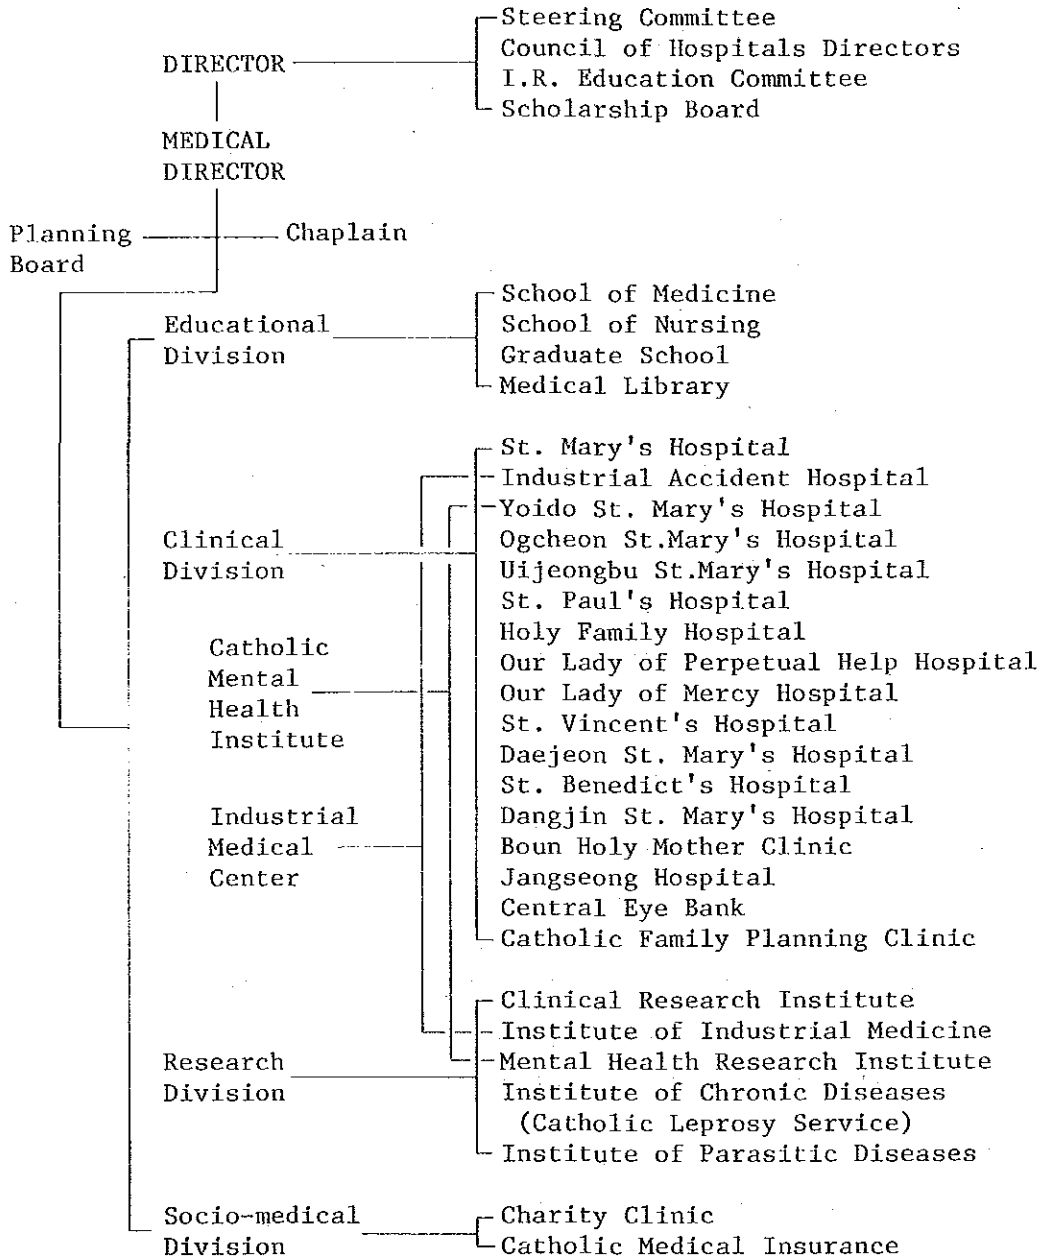 Steering Committee
Council of Hospitals Directors
DIRECTOR
I.R. Education Committee
Scholarship Board
MEDICAL
DIRECTOR
Planning
Board
Chaplain
Educational
Division
School of Medicine
School of Nursing
Graduate School
Medical Library
Clinical
Division
St. Mary's Hospital
Industrial Accident Hospital
Yoido St. Mary's Hospital
Ogcheon St.Mary's Hospital
Uijeongbu St.Mary's Hospital
St. Paul's Hospital
Holy Family Hospital
Our Lady of Perpetual Help Hospital
Our Lady of Mercy Hospital
St. Vincent's Hospital
Daejeon St. Mary's Hospital
St. Benedict's Hospital
Dangjin St. Mary's Hospital
Boun Holy Mother Clinic
Jangseong Hospital
Central Eye Bank
Catholic Family Planning Clinic
Catholic
Mental
Health
Institute
Industrial
Medical
Center
Research
Division
Clinical Research Institute
Institute of Industrial Medicine
Mental Health Research Institute
Institute of Chronic Diseases
(Catholic Leprosy Service)
Institute of Parasitic Diseases
Socio-medical
Division
Charity Clinic
Catholic Medical Insurance